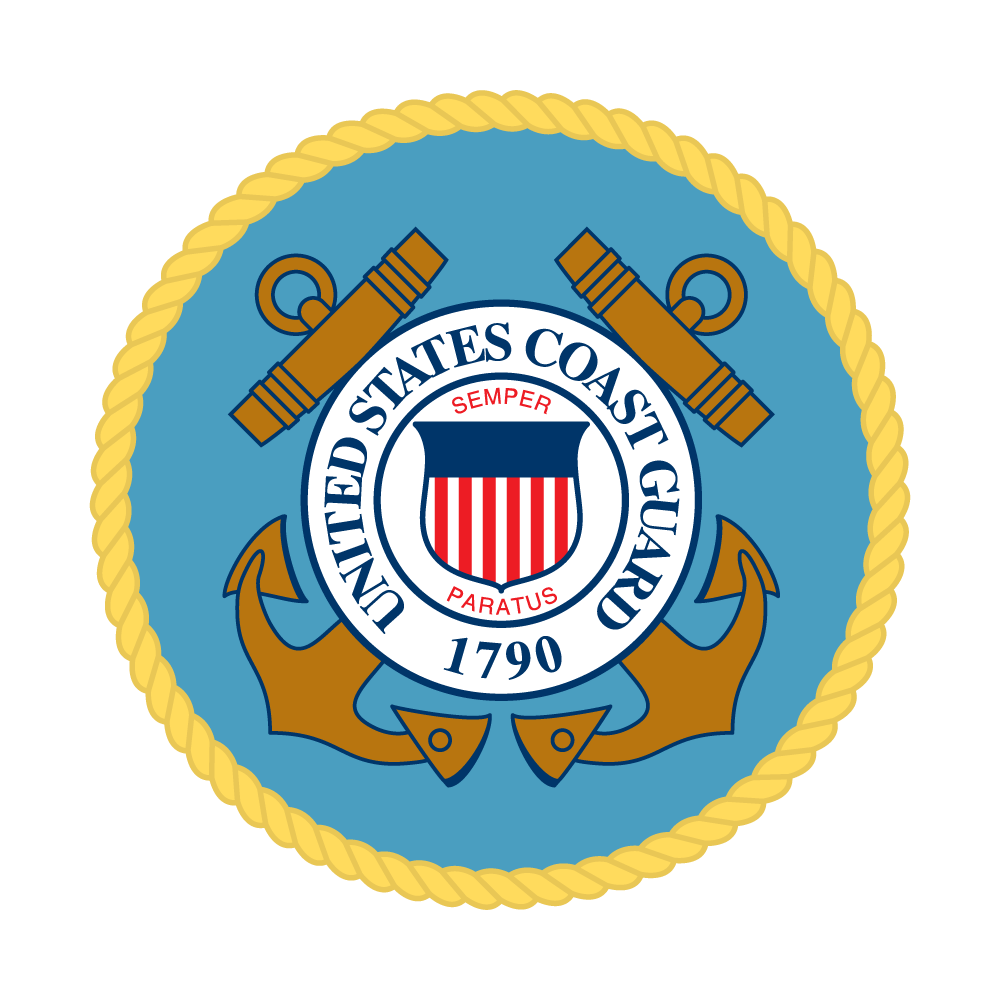 UNITED STATES COAST GUARD
SEMPER
PARATUS
1790